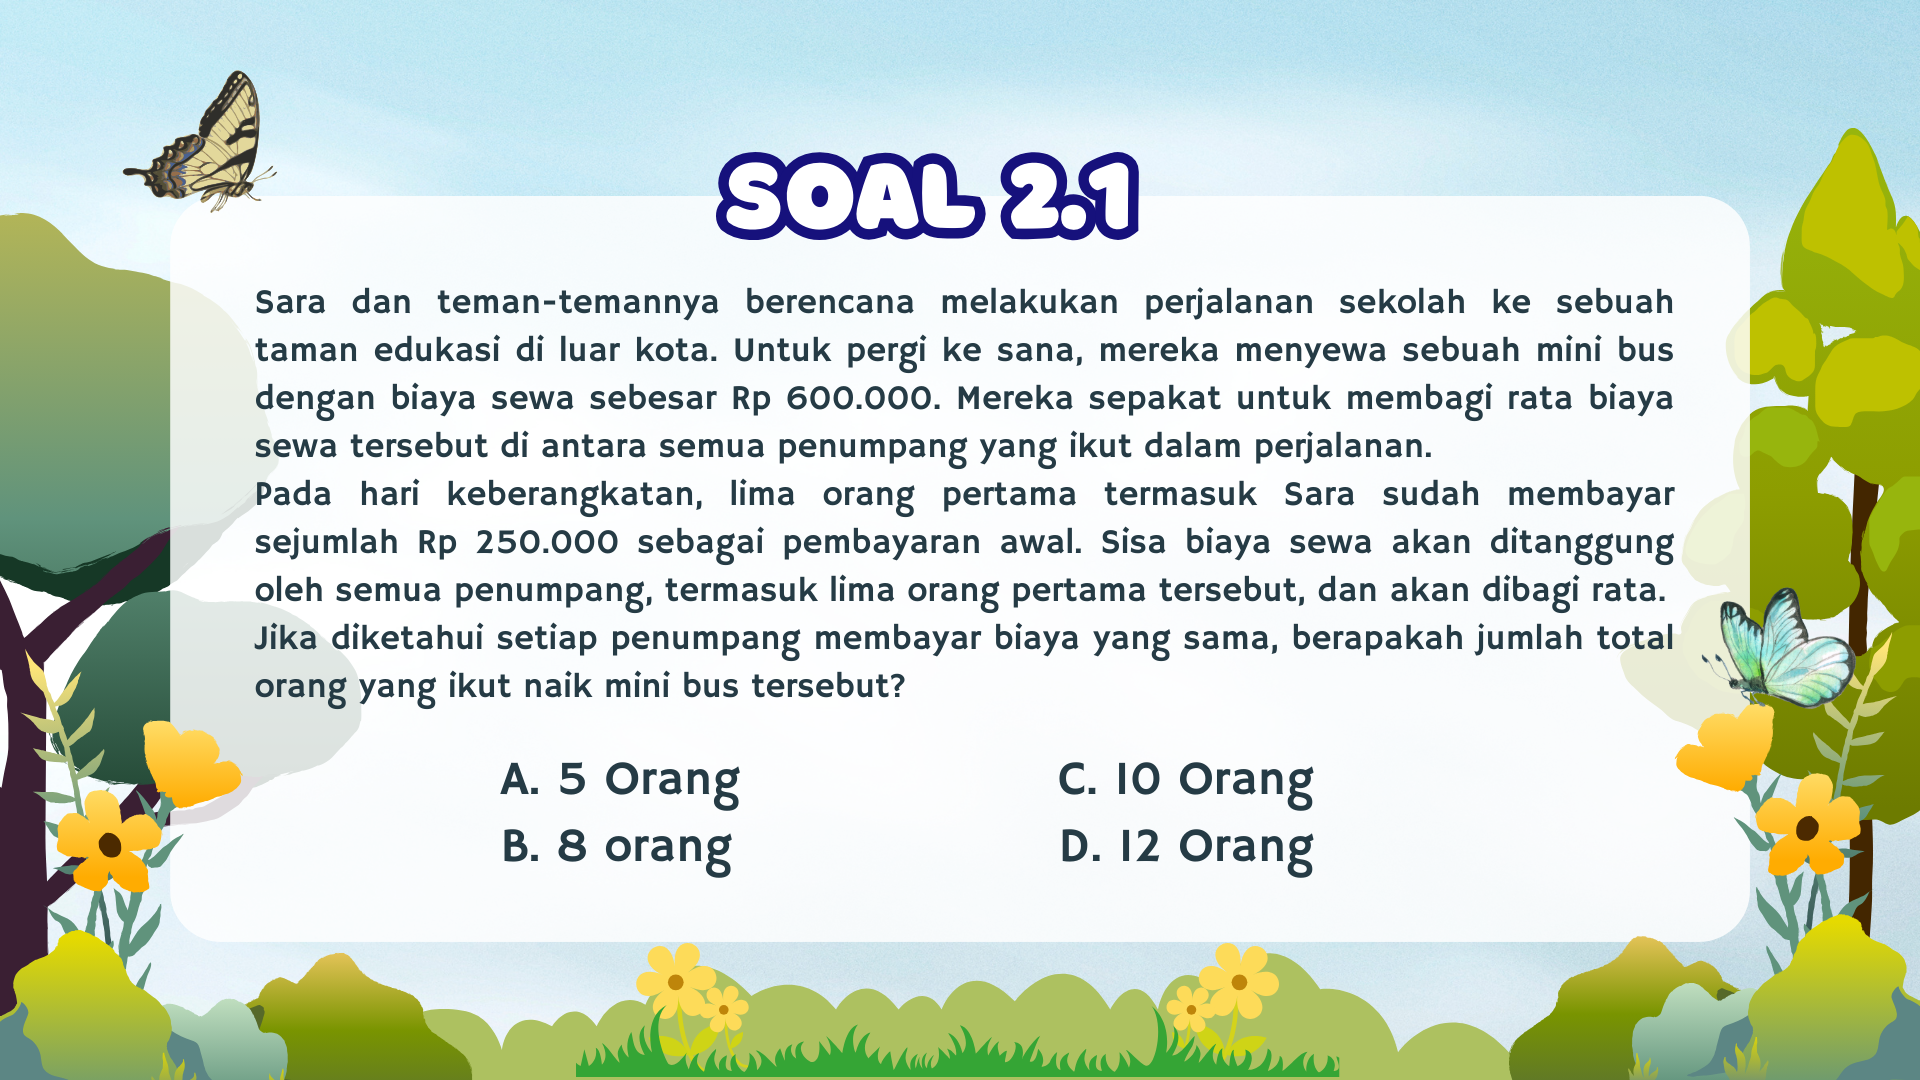 SOAL 2.1
Sara dan teman-temannya berencana melakukan perjalanan sekolah ke sebuah
taman edukasi di luar kota. Untuk pergi ke sana, mereka menyewa sebuah mini bus
dengan biaya sewa sebesar Rp 600.000. Mereka sepakat untuk membagi rata biaya
sewa tersebut di antara semua penumpang yang ikut dalam perjalanan.
Pada hari keberangkatan, lima orang pertama termasuk Sara sudah membayar
sejumlah Rp 250.000 sebagai pembayaran awal. Sisa biaya sewa akan ditanggung
oleh semua penumpang, termasuk lima orang pertama tersebut, dan akan dibagi rata.
Jika diketahui setiap penumpang membayar biaya yang sama, berapakah jumlah total
orang yang ikut naik mini bus tersebut?
A. 5 Orang
B. 8 orang
C. 10 Orang
D. 12 Orang